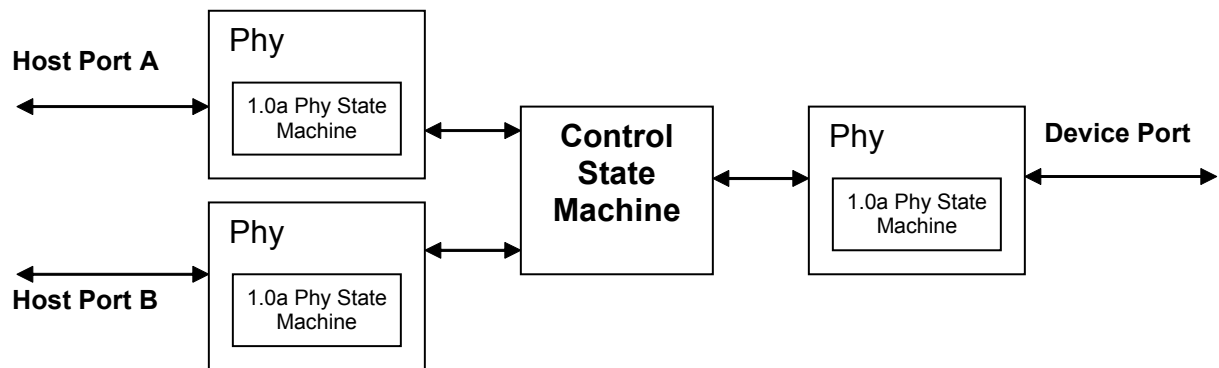 Host Port A
Phy
1.0a Phy State
Machine
Control
State
Machine
Phy
1.0a Phy State
Machine
Device Port
Host Port B
Phy
1.0a Phy State
Machine